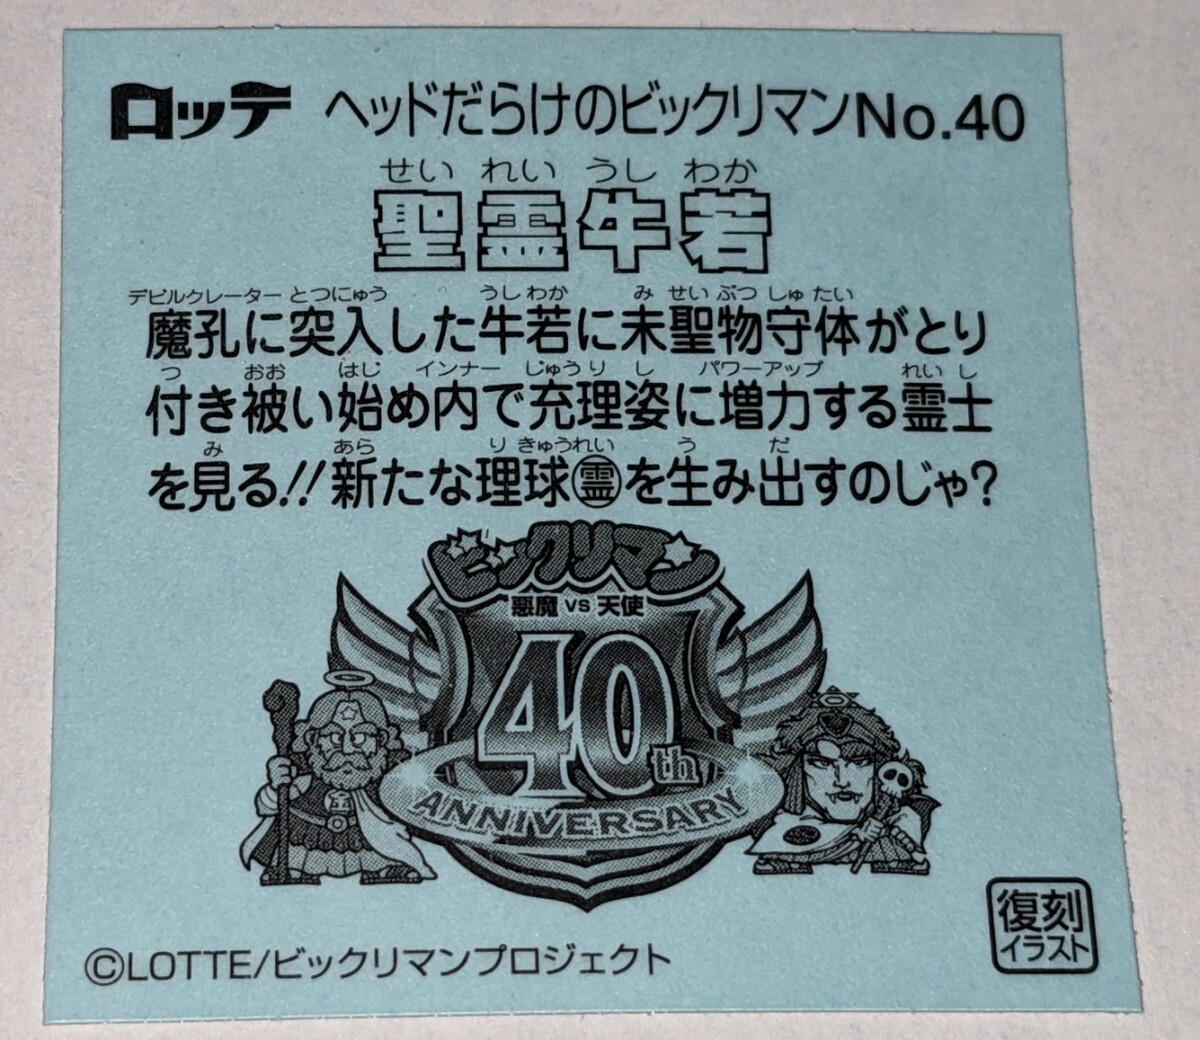 ロッテ ヘッドだらけのビックリマンNo.40
せい れい うし わか
聖霊牛若
デビルクレーター とつにゅう うし わか み せい ぶつ しゅ たい
魔孔に突入した牛若に未聖物守体がとり
つ おお はじ インナー じゅう り し パワーアップ れい し
付き被い始め内で充理姿に増力する霊士
み あら り きゅうれい う だ
を見る!!新たな理球㊝を生み出すのじゃ?
ビックリマン
悪魔 VS 天使
40th
ANNIVERSARY
復刻
イラスト
©LOTTE/ビックリマンプロジェクト